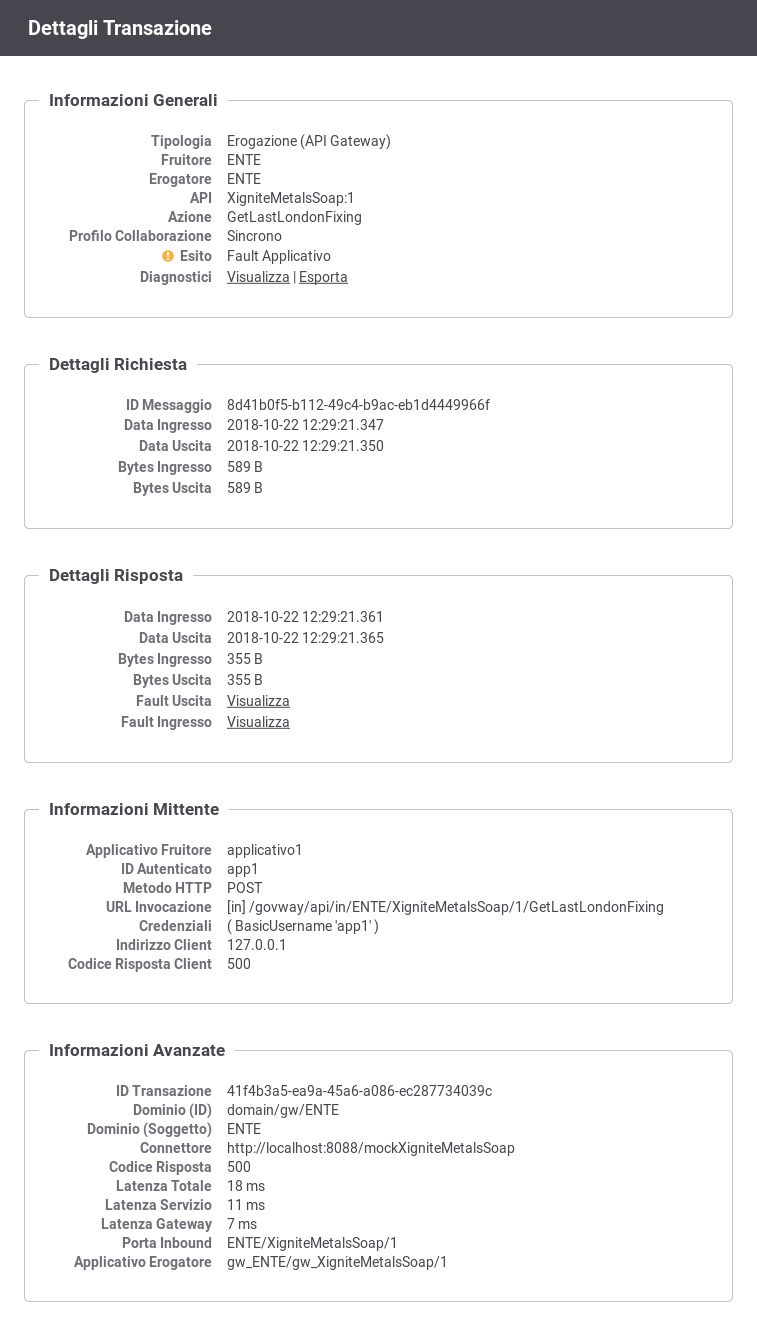 Dettagli Transazione
Informazioni Generali
Tipologia Erogazione (API Gateway)
Fruitore ENTE
Erogatore ENTE
API XigniteMetalsSoap:1
Azione GetLastLondonFixing
Profilo Collaborazione Sincrono
Esito Fault Applicativo
Diagnostici Visualizza | Esporta
Dettagli Richiesta
ID Messaggio 8d41b0f5-b112-49c4-b9ac-eb1d4449966f
Data Ingresso 2018-10-22 12:29:21.347
Data Uscita 2018-10-22 12:29:21.350
Bytes Ingresso 589 B
Bytes Uscita 589 B
Dettagli Risposta
Data Ingresso 2018-10-22 12:29:21.361
Data Uscita 2018-10-22 12:29:21.365
Bytes Ingresso 355 B
Bytes Uscita 355 B
Fault Uscita Visualizza
Fault Ingresso Visualizza
Informazioni Mittente
Applicativo Fruitore applicativo1
ID Autenticato app1
Metodo HTTP POST
URL Invocazione [in] /govway/api/in/ENTE/XigniteMetalsSoap/1/GetLastLondonFixing
Credenziali ( BasicUsername 'app1' )
Indirizzo Client 127.0.0.1
Codice Risposta Client 500
Informazioni Avanzate
ID Transazione 41f4b3a5-ea9a-45a6-a086-ec287734039c
Dominio (ID) domain/gw/ENTE
Dominio (Soggetto) ENTE
Connettore http://localhost:8088/mockXigniteMetalsSoap
Codice Risposta 500
Latenza Totale 18 ms
Latenza Servizio 11 ms
Latenza Gateway 7 ms
Porta Inbound ENTE/XigniteMetalsSoap/1
Applicativo Erogatore gw_ENTE/gw_XigniteMetalsSoap/1